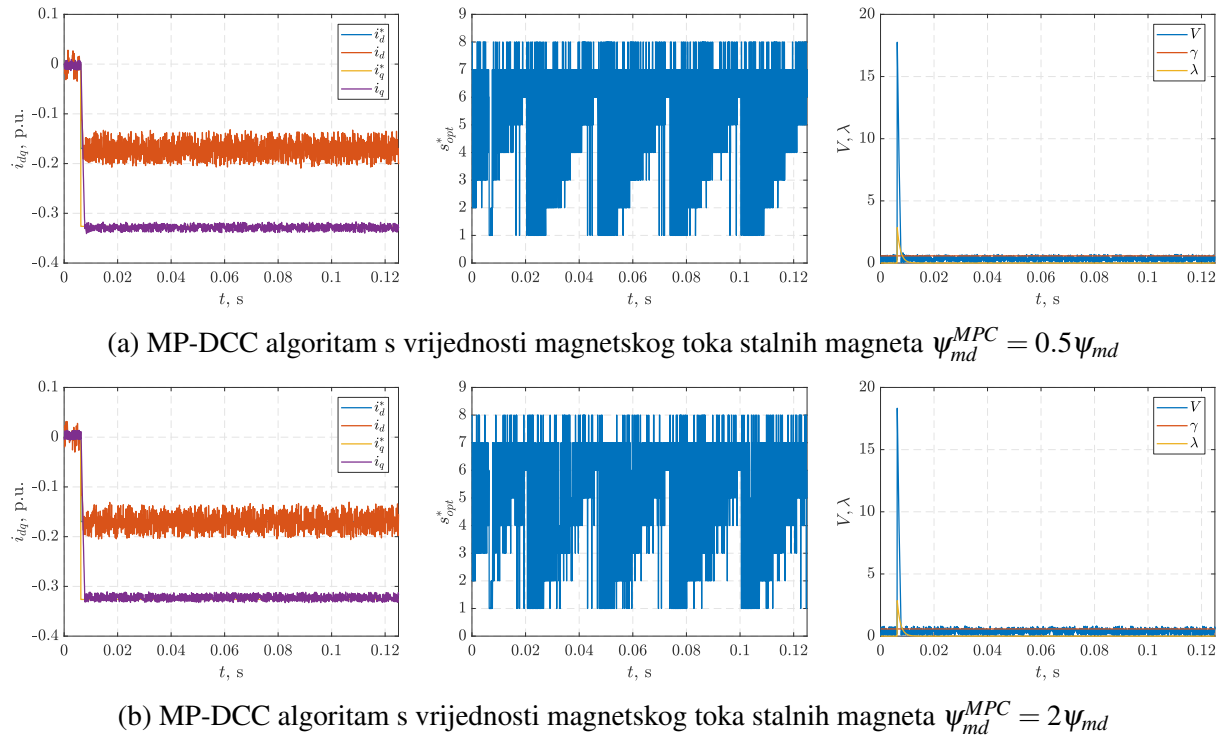 0.1
0
-0.1
-0.2
-0.3
-0.4
i_dq, p.u.
0 0.02 0.04 0.06 0.08 0.1 0.12
t, s
i_d^*
i_d
i_q^*
i_q
9
8
7
6
5
4
3
2
1
0
s_opt^*
0 0.02 0.04 0.06 0.08 0.1 0.12
t, s
20
15
10
5
0
V, λ
0 0.02 0.04 0.06 0.08 0.1 0.12
t, s
V
γ
λ
(a) MP-DCC algoritam s vrijednosti magnetskog toka stalnih magneta ψ_md^MPC = 0.5ψ_md
0.1
0
-0.1
-0.2
-0.3
-0.4
i_dq, p.u.
0 0.02 0.04 0.06 0.08 0.1 0.12
t, s
i_d^*
i_d
i_q^*
i_q
9
8
7
6
5
4
3
2
1
0
s_opt^*
0 0.02 0.04 0.06 0.08 0.1 0.12
t, s
20
15
10
5
0
V, λ
0 0.02 0.04 0.06 0.08 0.1 0.12
t, s
V
γ
λ
(b) MP-DCC algoritam s vrijednosti magnetskog toka stalnih magneta ψ_md^MPC = 2ψ_md